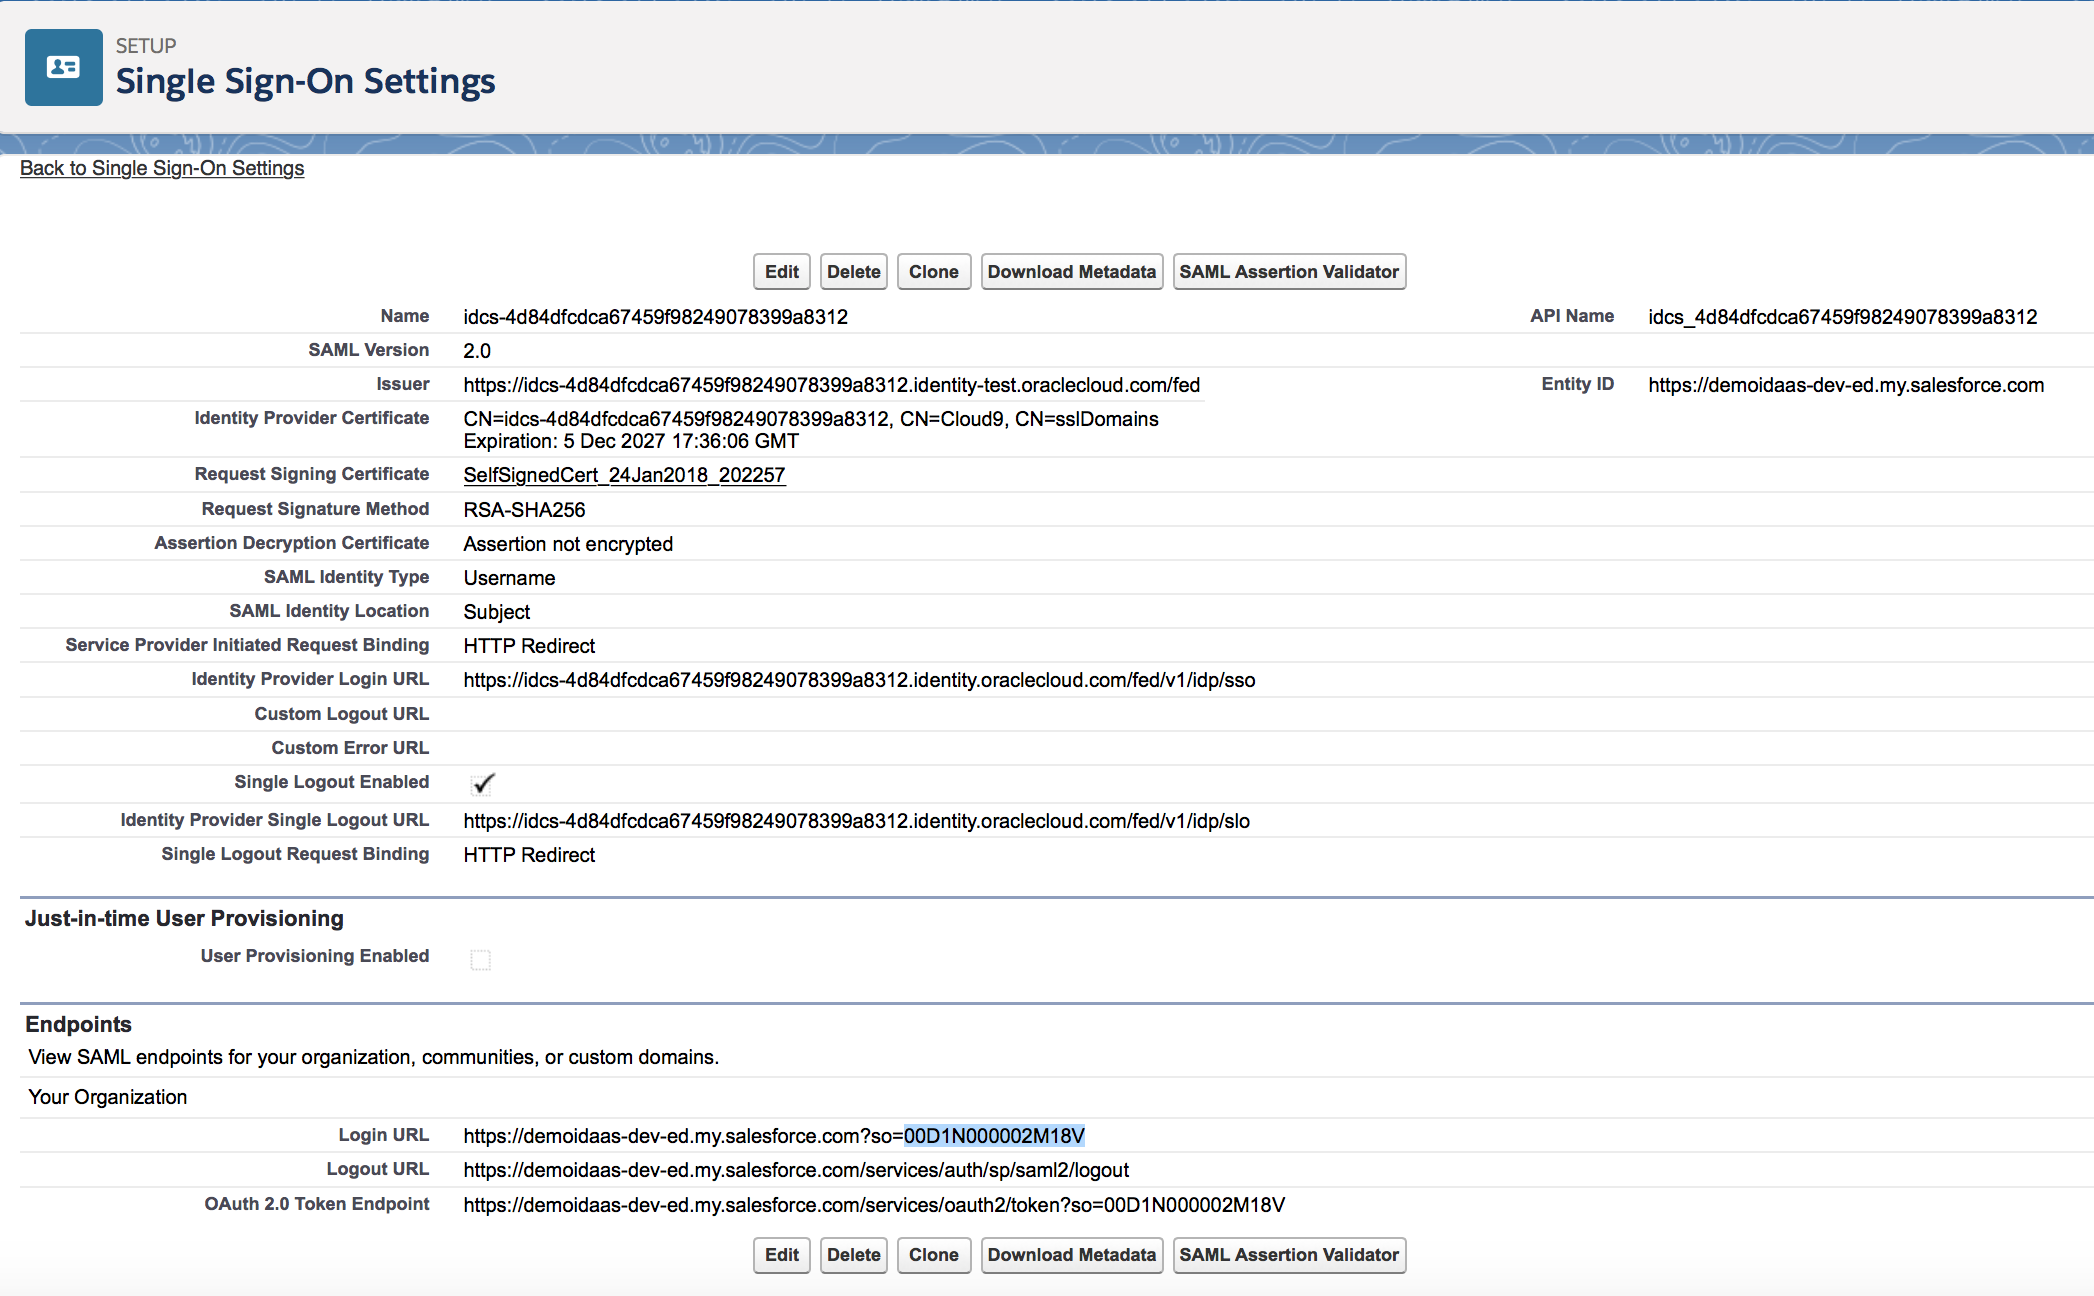 SETUP
Single Sign-On Settings
Back to Single Sign-On Settings
Edit Delete Clone Download Metadata SAML Assertion Validator
Name idcs-4d84dfcdca67459f98249078399a8312 API Name idcs_4d84dfcdca67459f98249078399a8312
SAML Version 2.0
Issuer https://idcs-4d84dfcdca67459f98249078399a8312.identity-test.oraclecloud.com/fed Entity ID https://demoidaas-dev-ed.my.salesforce.com
Identity Provider Certificate CN=idcs-4d84dfcdca67459f98249078399a8312, CN=Cloud9, CN=sslDomains
Expiration: 5 Dec 2027 17:36:06 GMT
Request Signing Certificate SelfSignedCert_24Jan2018_202257
Request Signature Method RSA-SHA256
Assertion Decryption Certificate Assertion not encrypted
SAML Identity Type Username
SAML Identity Location Subject
Service Provider Initiated Request Binding HTTP Redirect
Identity Provider Login URL https://idcs-4d84dfcdca67459f98249078399a8312.identity.oraclecloud.com/fed/v1/idp/sso
Custom Logout URL
Custom Error URL
Single Logout Enabled
Identity Provider Single Logout URL https://idcs-4d84dfcdca67459f98249078399a8312.identity.oraclecloud.com/fed/v1/idp/slo
Single Logout Request Binding HTTP Redirect
Just-in-time User Provisioning
User Provisioning Enabled
Endpoints
View SAML endpoints for your organization, communities, or custom domains.
Your Organization
Login URL https://demoidaas-dev-ed.my.salesforce.com?so=00D1N000002M18V
Logout URL https://demoidaas-dev-ed.my.salesforce.com/services/auth/sp/saml2/logout
OAuth 2.0 Token Endpoint https://demoidaas-dev-ed.my.salesforce.com/services/oauth2/token?so=00D1N000002M18V
Edit Delete Clone Download Metadata SAML Assertion Validator